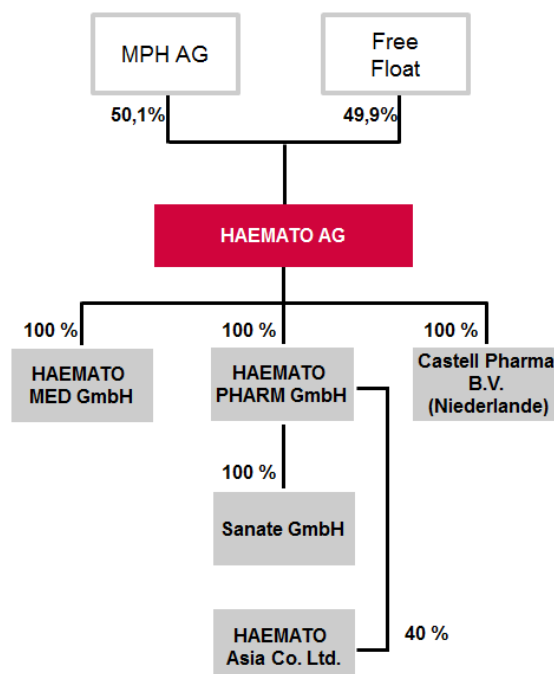 MPH AG
Free
Float
50,1%
49,9%
HAEMATO AG
100 %
100 %
100 %
HAEMATO
MED GmbH
HAEMATO
PHARM GmbH
Castell Pharma
B.V.
(Niederlande)
100 %
Sanate GmbH
HAEMATO
Asia Co. Ltd.
40 %